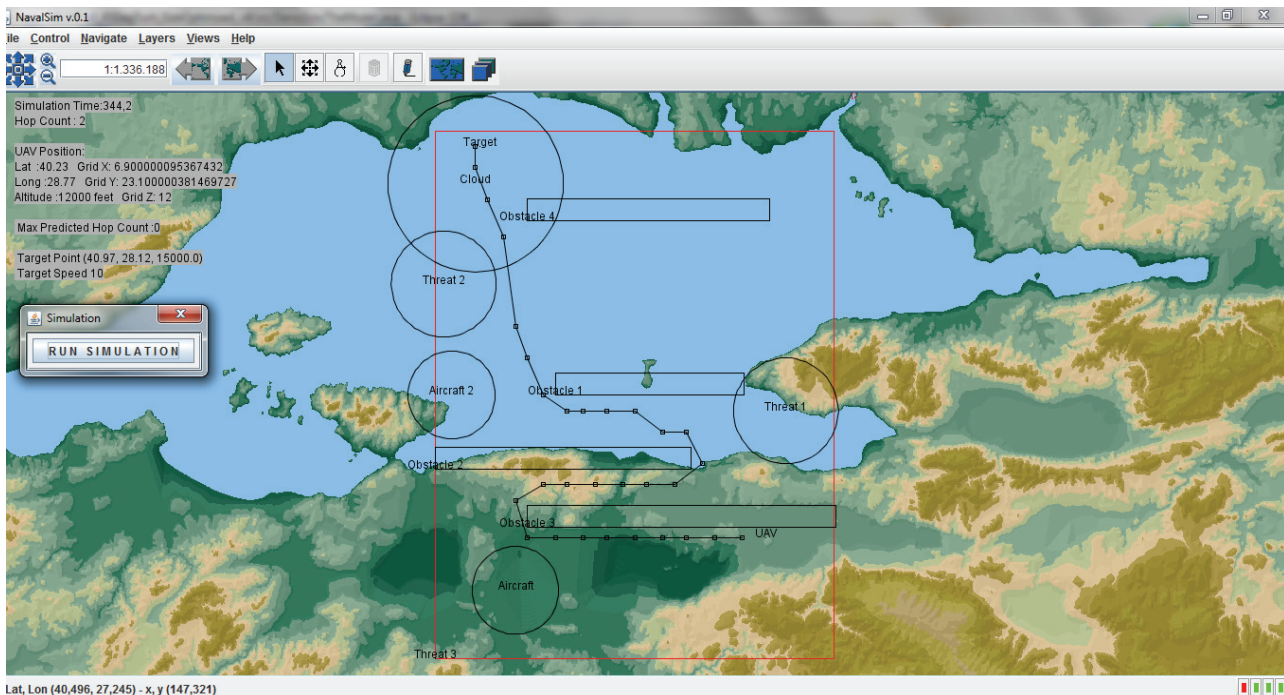 NavalSim v.0.1
ile Control Navigate Layers Views Help
1:1.336.188
Simulation Time:344,2
Hop Count : 2
UAV Position:
Lat :40.23 Grid X: 6.900000095367432
Long :28.77 Grid Y: 23.100000381469727
Altitude :12000 feet Grid Z: 12
Max Predicted Hop Count :0
Target Point (40.97, 28.12, 15000.0)
Target Speed 10
Simulation
RUN SIMULATION
Target
Cloud
Obstacle 4
Threat 2
Aircraft 2
Obstacle 1
Threat 1
Obstacle 2
Obstacle 3
UAV
Aircraft
Threat 3
Lat, Lon (40,496, 27,245) - x, y (147,321)